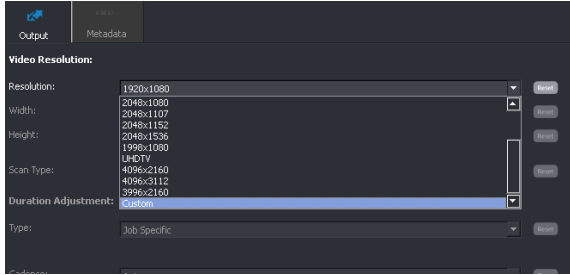 Output
Metadata
Video Resolution:
Resolution:
1920x1080
Reset
2048x1080
Width:
2048x1107
Reset
2048x1152
Height:
2048x1536
Reset
1998x1080
UHDTV
Scan Type:
4096x2160
Reset
4096x3112
3996x2160
Duration Adjustment:
Custom
Type:
Job Specific
Reset
Cadence: